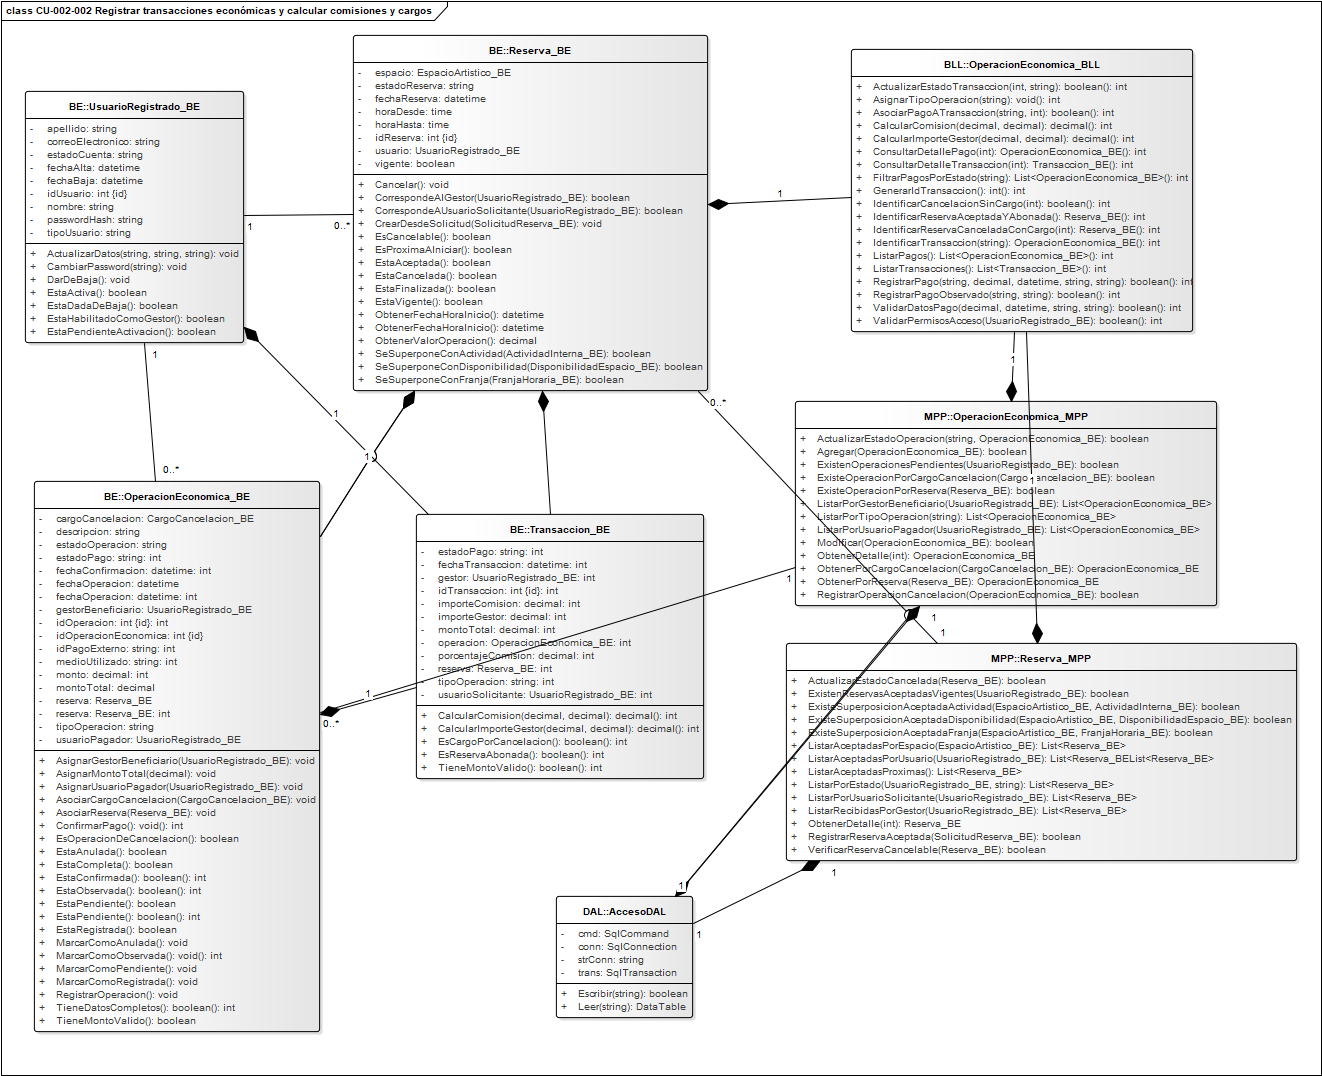 class CU-002-002 Registrar transacciones económicas y calcular comisiones y cargos
BE::UsuarioRegistrado_BE
- apellido: string
- correoElectronico: string
- estadoCuenta: string
- fechaAlta: datetime
- fechaBaja: datetime
- idUsuario: int {id}
- nombre: string
- passwordHash: string
- tipoUsuario: string
+ ActualizarDatos(string, string, string): void
+ CambiarPassword(string): void
+ DarDeBaja(): void
+ EstaActiva(): boolean
+ EstaDadaDeBaja(): boolean
+ EstaHabilitadoComoGestor(): boolean
+ EstaPendienteActivacion(): boolean
BE::Reserva_BE
- espacio: EspacioArtistico_BE
- estadoReserva: string
- fechaReserva: datetime
- horaDesde: time
- horaHasta: time
- idReserva: int {id}
- usuario: UsuarioRegistrado_BE
- vigente: boolean
+ Cancelar(): void
+ CorrespondeAlGestor(UsuarioRegistrado_BE): boolean
+ CorrespondeAUsuarioSolicitante(UsuarioRegistrado_BE): boolean
+ CrearDesdeSolicitud(SolicitudReserva_BE): void
+ EsCancelable(): boolean
+ EsProximaAIniciar(): boolean
+ EstaAceptada(): boolean
+ EstaCancelada(): boolean
+ EstaFinalizada(): boolean
+ EstaVigente(): boolean
+ ObtenerFechaHoraInicio(): datetime
+ ObtenerFechaHoraInicio(): datetime
+ ObtenerValorOperacion(): decimal
+ SeSuperponeConActividad(ActividadInterna_BE): boolean
+ SeSuperponeConDisponibilidad(DisponibilidadEspacio_BE): boolean
+ SeSuperponeConFranja(FranjaHoraria_BE): boolean
BLL::OperacionEconomica_BLL
+ ActualizarEstadoTransaccion(int, string): boolean(): int
+ AsignarTipoOperacion(string): void(): int
+ AsociarPagoATransaccion(string, int): boolean(): int
+ CalcularComision(decimal, decimal): decimal(): int
+ CalcularImporteGestor(decimal, decimal): decimal(): int
+ ConsultarDetallePago(int): OperacionEconomica_BE(): int
+ ConsultarDetalleTransaccion(int): Transaccion_BE(): int
+ FiltrarPagosPorEstado(string): List<OperacionEconomica_BE>(): int
+ GenerarIdTransaccion(): int(): int
+ IdentificarCancelacionSinCargo(int): boolean(): int
+ IdentificarReservaAceptadaYAbonada(): Reserva_BE(): int
+ IdentificarReservaCanceladaConCargo(int): boolean(): int
+ IdentificarTransaccion(string): OperacionEconomica_BE(): int
+ ListarPagos(): List<OperacionEconomica_BE>(): int
+ ListarTransacciones(): List<Transaccion_BE>(): int
+ RegistrarPago(string, decimal, datetime, string, string): boolean(): int
+ RegistrarPagoObservado(string, string): boolean(): int
+ ValidarDatosPago(decimal, datetime, string, string): boolean(): int
+ ValidarPermisosAcceso(UsuarioRegistrado_BE): boolean(): int
MPP::OperacionEconomica_MPP
+ ActualizarEstadoOperacion(string, OperacionEconomica_BE): boolean
+ Agregar(OperacionEconomica_BE): boolean
+ ExistenOperacionesPendientes(UsuarioRegistrado_BE): boolean
+ ExisteOperacionPorCargoCancelacion(CargoCancelacion_BE): boolean
+ ExisteOperacionPorReserva(Reserva_BE): boolean
+ ListarPorGestorBeneficiario(UsuarioRegistrado_BE): List<OperacionEconomica_BE>
+ ListarPorTipoOperacion(string): List<OperacionEconomica_BE>
+ ListarPorUsuarioPagador(UsuarioRegistrado_BE): List<OperacionEconomica_BE>
+ Modificar(OperacionEconomica_BE): boolean
+ ObtenerDetalle(int): OperacionEconomica_BE
+ ObtenerPorCargoCancelacion(CargoCancelacion_BE): OperacionEconomica_BE
+ ObtenerPorReserva(Reserva_BE): OperacionEconomica_BE
+ RegistrarOperacionCancelacion(OperacionEconomica_BE): boolean
BE::OperacionEconomica_BE
- cargoCancelacion: CargoCancelacion_BE
- descripcion: string
- estadoOperacion: string
- estadoPago: string: int
- fechaConfirmacion: datetime: int
- fechaOperacion: datetime
- fechaOperacion: datetime: int
- gestorBeneficiario: UsuarioRegistrado_BE
- idOperacion: int {id}: int
- idOperacionEconomica: int {id}
- idPagoExterno: string: int
- medioUtilizado: string: int
- monto: decimal: int
- montoTotal: decimal
- reserva: Reserva_BE
- reserva: Reserva_BE: int
- tipoOperacion: string
- usuarioPagador: UsuarioRegistrado_BE
+ AsignarGestorBeneficiario(UsuarioRegistrado_BE): void
+ AsignarMontoTotal(decimal): void
+ AsignarUsuarioPagador(UsuarioRegistrado_BE): void
+ AsociarCargoCancelacion(CargoCancelacion_BE): void
+ AsociarReserva(Reserva_BE): void
+ ConfirmarPago(): void(): int
+ EsOperacionDeCancelacion(): boolean
+ EstaAnulada(): boolean
+ EstaCompleta(): boolean
+ EstaConfirmada(): boolean(): int
+ EstaObservada(): boolean(): int
+ EstaPendiente(): boolean
+ EstaPendiente(): boolean(): int
+ EstaRegistrada(): boolean
+ MarcarComoAnulada(): void
+ MarcarComoObservada(): void(): int
+ MarcarComoPendiente(): void
+ MarcarComoRegistrada(): void
+ RegistrarOperacion(): void
+ TieneDatosCompletos(): boolean(): int
+ TieneMontoValido(): boolean
BE::Transaccion_BE
- estadoPago: string: int
- fechaTransaccion: datetime: int
- gestor: UsuarioRegistrado_BE: int
- idTransaccion: int {id}: int
- importeComision: decimal: int
- importeGestor: decimal: int
- montoTotal: decimal: int
- operacion: OperacionEconomica_BE: int
- porcentajeComision: decimal: int
- reserva: Reserva_BE: int
- tipoOperacion: string: int
- usuarioSolicitante: UsuarioRegistrado_BE: int
+ CalcularComision(decimal, decimal): decimal(): int
+ CalcularImporteGestor(decimal, decimal): decimal(): int
+ EsCargoPorCancelacion(): boolean(): int
+ EsReservaAbonada(): boolean(): int
+ TieneMontoValido(): boolean(): int
MPP::Reserva_MPP
+ ActualizarEstadoCancelada(Reserva_BE): boolean
+ ExistenReservasAceptadasVigentes(UsuarioRegistrado_BE): boolean
+ ExisteSuperposicionAceptadaActividad(EspacioArtistico_BE, ActividadInterna_BE): boolean
+ ExisteSuperposicionAceptadaDisponibilidad(EspacioArtistico_BE, DisponibilidadEspacio_BE): boolean
+ ExisteSuperposicionAceptadaFranja(EspacioArtistico_BE, FranjaHoraria_BE): boolean
+ ListarAceptadasPorEspacio(EspacioArtistico_BE): List<Reserva_BE>
+ ListarAceptadasPorUsuario(UsuarioRegistrado_BE): List<Reserva_BEList<Reserva_BE>
+ ListarAceptadasProximas(): List<Reserva_BE>
+ ListarPorEstado(UsuarioRegistrado_BE, string): List<Reserva_BE>
+ ListarPorUsuarioSolicitante(UsuarioRegistrado_BE): List<Reserva_BE>
+ ListarRecibidasPorGestor(UsuarioRegistrado_BE): List<Reserva_BE>
+ ObtenerDetalle(int): Reserva_BE
+ RegistrarReservaAceptada(SolicitudReserva_BE): boolean
+ VerificarReservaCancelable(Reserva_BE): boolean
DAL::AccesoDAL
- cmd: SqlCommand
- conn: SqlConnection
- strConn: string
- trans: SqlTransaction
+ Escribir(string): boolean
+ Leer(string): DataTable
1
0..*
1
1
0..*
1
1
0..*
1
1
1
1
0..*
1
1
1
1
1